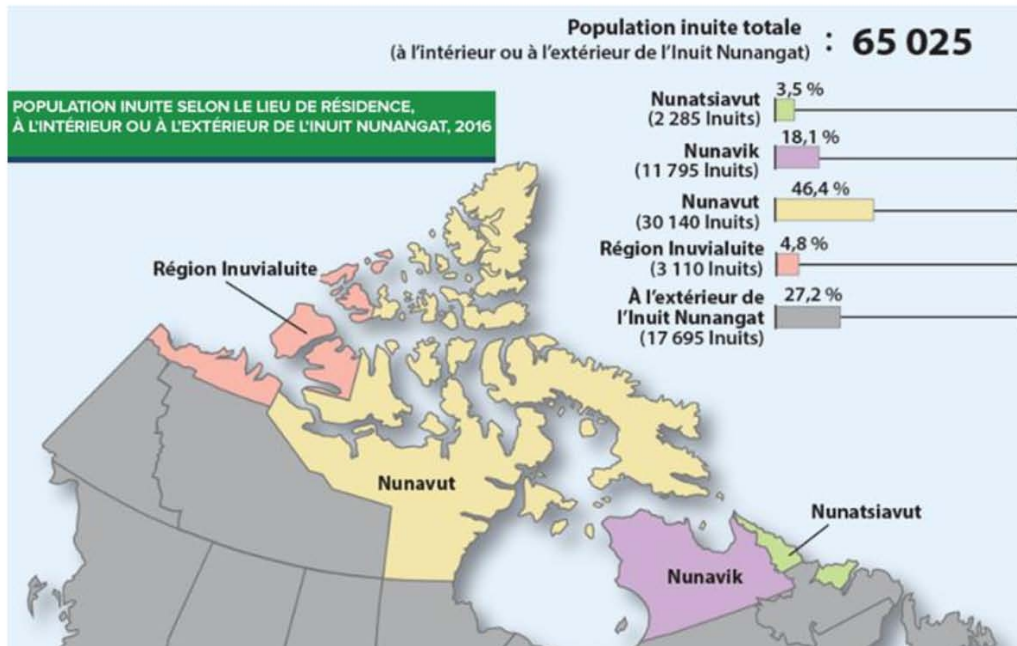 Population inuite totale
(à l'intérieur ou à l'extérieur de l'Inuit Nunangat) : 65 025
POPULATION INUITE SELON LE LIEU DE RÉSIDENCE,
À L'INTÉRIEUR OU À L'EXTÉRIEUR DE L'INUIT NUNANGAT, 2016
Nunatsiavut 3,5 %
(2 285 Inuits)
Nunavik 18,1 %
(11 795 Inuits)
Nunavut 46,4 %
(30 140 Inuits)
Région Inuvialuite 4,8 %
(3 110 Inuits)
À l'extérieur de 27,2 %
l'Inuit Nunangat
(17 695 Inuits)
Région Inuvialuite
Nunavut
Nunatsiavut
Nunavik